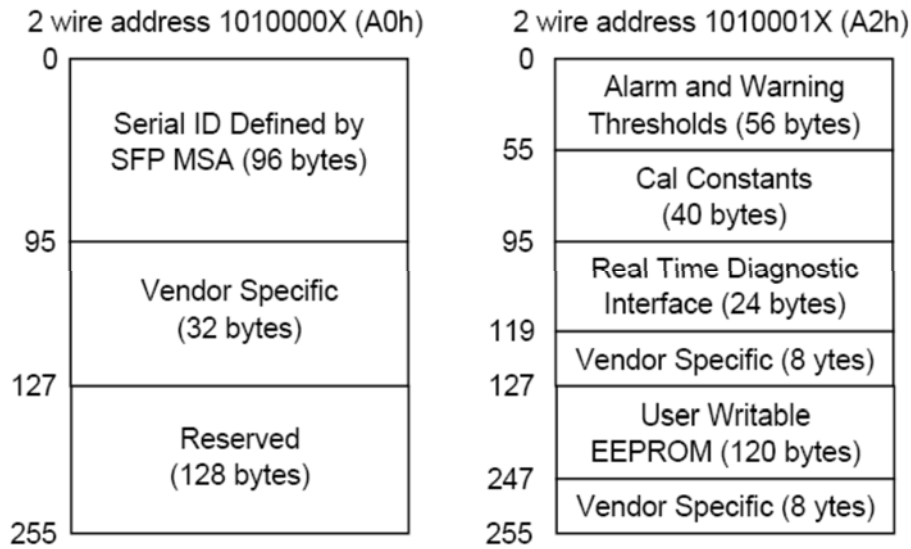 2 wire address 1010000X (A0h)
0
Serial ID Defined by
SFP MSA (96 bytes)
95
Vendor Specific
(32 bytes)
127
Reserved
(128 bytes)
255
2 wire address 1010001X (A2h)
0
Alarm and Warning
Thresholds (56 bytes)
55
Cal Constants
(40 bytes)
95
Real Time Diagnostic
Interface (24 bytes)
119
Vendor Specific (8 ytes)
127
User Writable
EEPROM (120 bytes)
247
Vendor Specific (8 ytes)
255